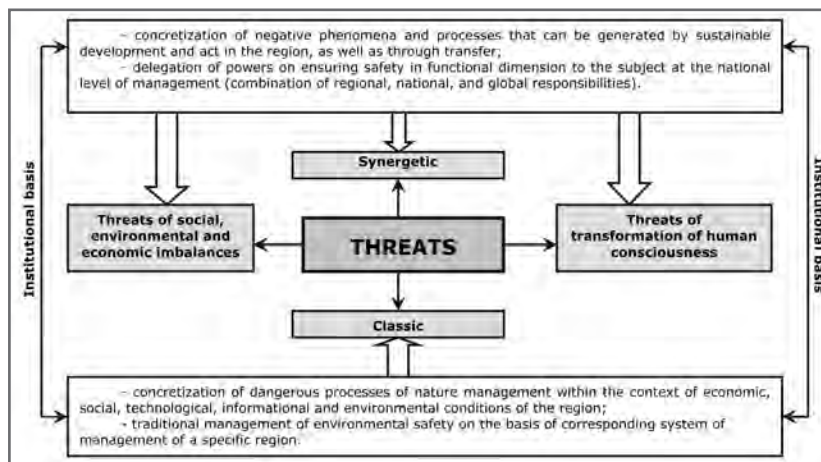 - concretization of negative phenomena and processes that can be generated by sustainable
development and act in the region, as well as through transfer;
- delegation of powers on ensuring safety in functional dimension to the subject at the national
level of management (combination of regional, national, and global responsibilities).
Institutional basis
Synergetic
Threats of social,
environmental and
economic imbalances
THREATS
Threats of
transformation of human
consciousness
Institutional basis
Classic
- concretization of dangerous processes of nature management within the context of economic,
social, technological, informational and environmental conditions of the region;
- traditional management of environmental safety on the basis of corresponding system of
management of a specific region.